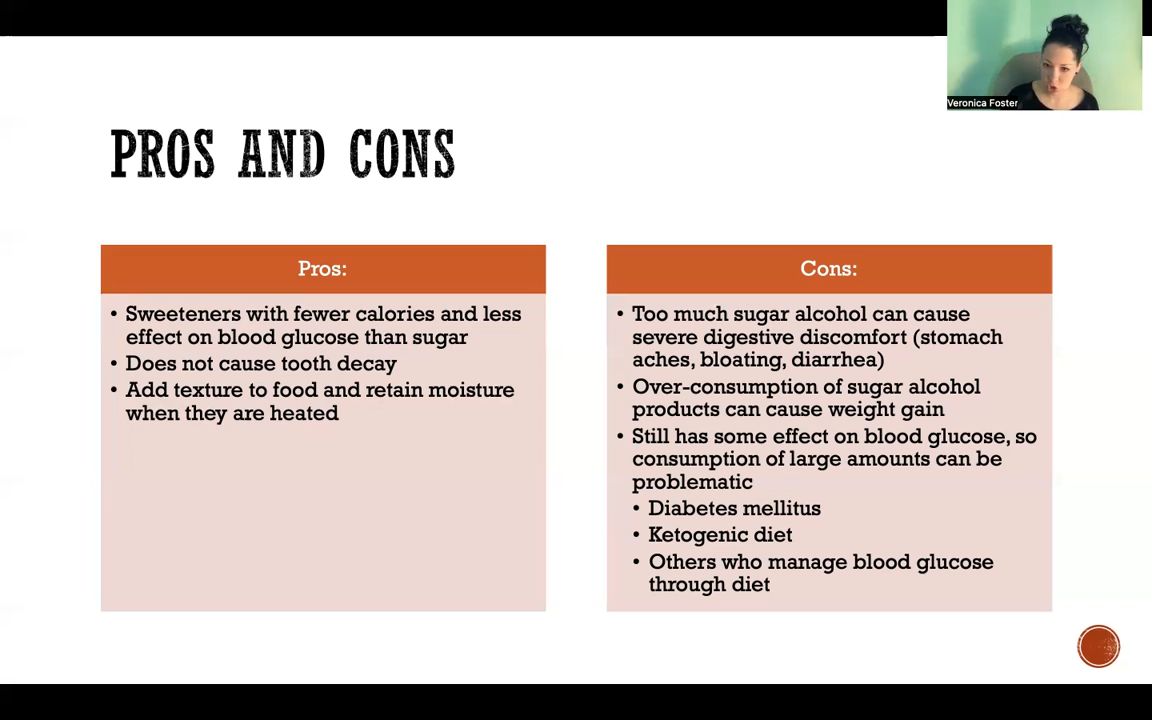 Veronica Foster
PROS AND CONS
Pros:
• Sweeteners with fewer calories and less
effect on blood glucose than sugar
• Does not cause tooth decay
• Add texture to food and retain moisture
when they are heated
Cons:
• Too much sugar alcohol can cause
severe digestive discomfort (stomach
aches, bloating, diarrhea)
• Over-consumption of sugar alcohol
products can cause weight gain
• Still has some effect on blood glucose, so
consumption of large amounts can be
problematic
• Diabetes mellitus
• Ketogenic diet
• Others who manage blood glucose
through diet